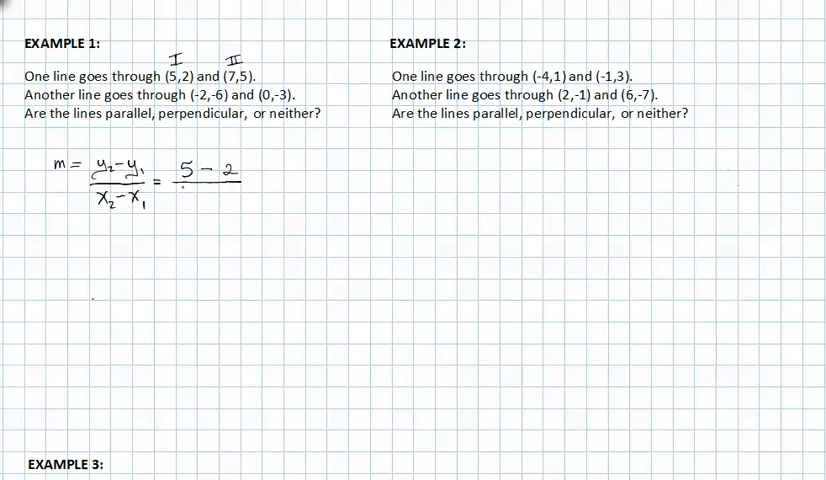 EXAMPLE 1:
I II
One line goes through (5,2) and (7,5).
Another line goes through (-2,-6) and (0,-3).
Are the lines parallel, perpendicular, or neither?
m = y₂ - y₁ = 5 - 2
x₂ - x₁
EXAMPLE 2:
One line goes through (-4,1) and (-1,3).
Another line goes through (2,-1) and (6,-7).
Are the lines parallel, perpendicular, or neither?
EXAMPLE 3: